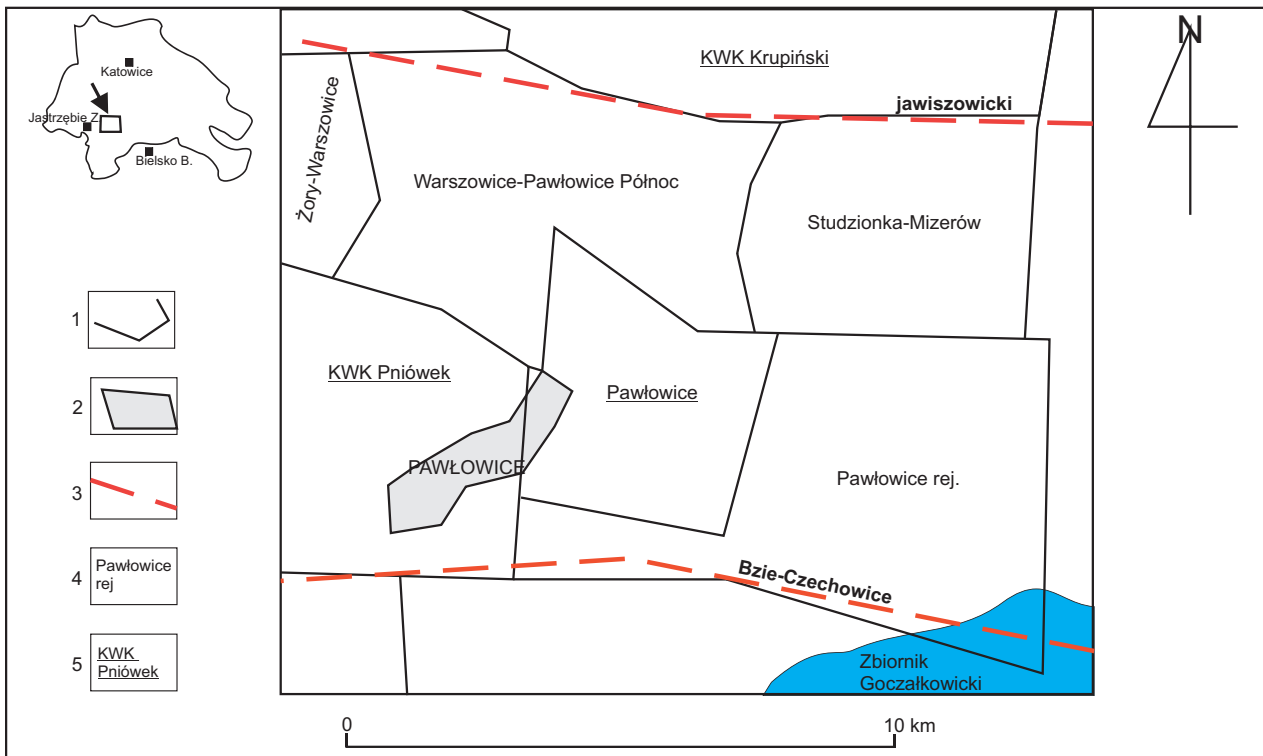 Katowice
Jastrzębie Z.
Bielsko B.
1
2
3
4
Pawłowice
rej
5
KWK
Pniówek
KWK Krupiński
jawiszowicki
Żory-Warszowice
Warszowice-Pawłowice Północ
Studzionka-Mizerów
KWK Pniówek
Pawłowice
PAWŁOWICE
Pawłowice rej.
Bzie-Czechowice
Zbiornik
Goczałkowicki
0
10 km
N